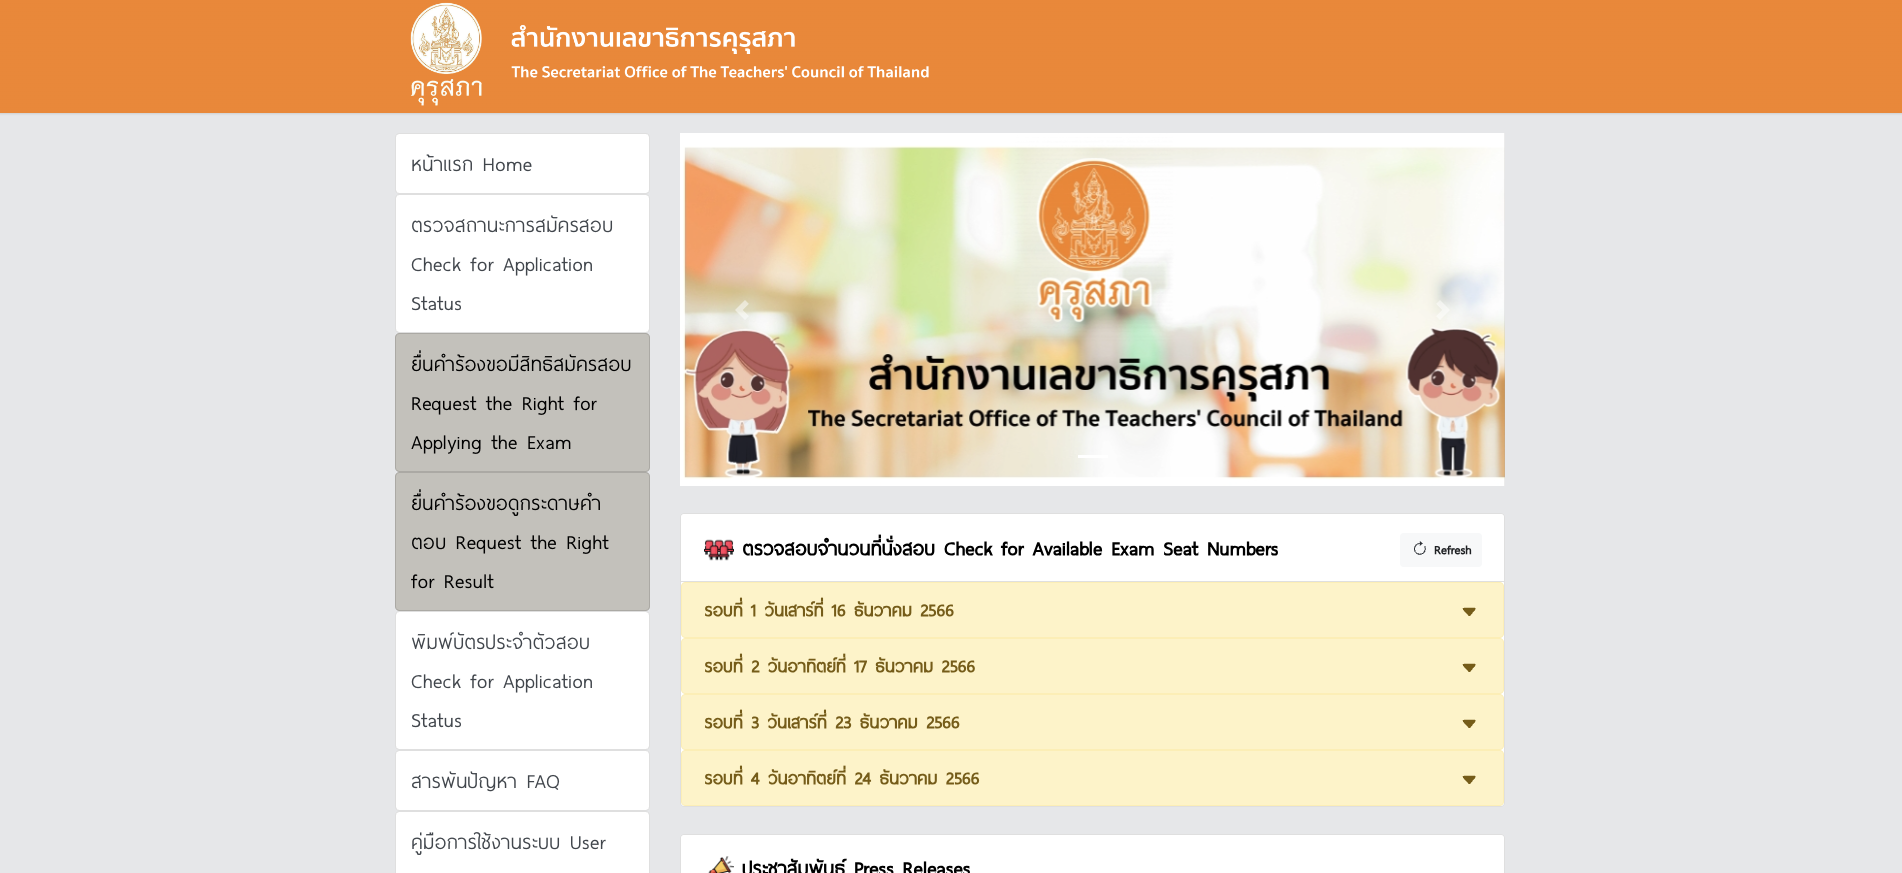 คุรุสภา
สำนักงานเลขาธิการคุรุสภา
The Secretariat Office of The Teachers' Council of Thailand
หน้าแรก Home
ตรวจสถานะการสมัครสอบ
Check for Application
Status
ยื่นคำร้องขอมีสิทธิสมัครสอบ
Request the Right for
Applying the Exam
ยื่นคำร้องขอดูกระดาษคำ
ตอบ Request the Right
for Result
พิมพ์บัตรประจำตัวสอบ
Check for Application
Status
สารพันปัญหา FAQ
คู่มือการใช้งานระบบ User
คุรุสภา
สำนักงานเลขาธิการคุรุสภา
The Secretariat Office of The Teachers' Council of Thailand
ตรวจสอบจำนวนที่นั่งสอบ Check for Available Exam Seat Numbers
Refresh
รอบที่ 1 วันเสาร์ที่ 16 ธันวาคม 2566
รอบที่ 2 วันอาทิตย์ที่ 17 ธันวาคม 2566
รอบที่ 3 วันเสาร์ที่ 23 ธันวาคม 2566
รอบที่ 4 วันอาทิตย์ที่ 24 ธันวาคม 2566
ประชาสัมพันธ์ Press Releases